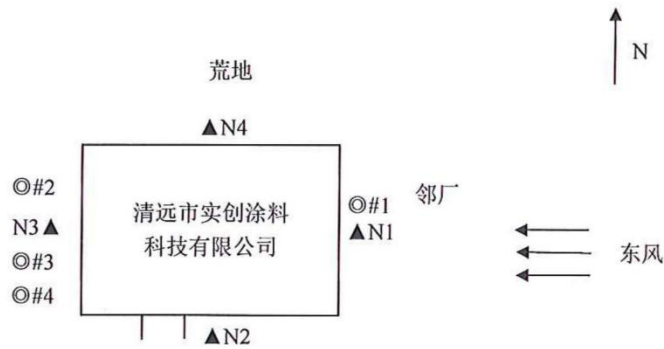 N
荒地
▲N4
◎#2
◎#1
邻厂
清远市实创涂料
科技有限公司
N3▲
▲N1
东风
◎#3
◎#4
▲N2